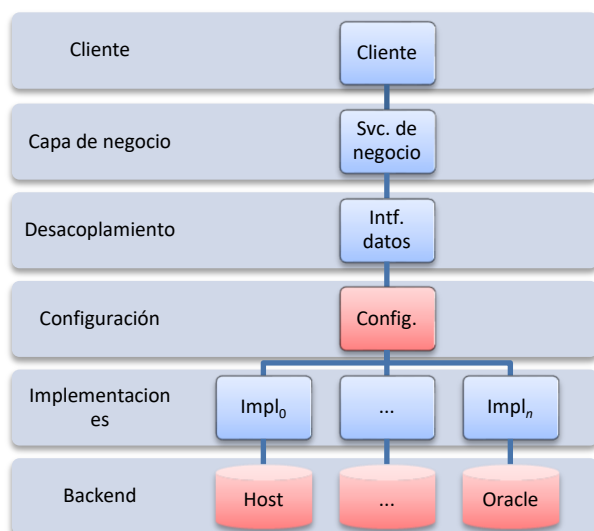 Cliente
Cliente
Capa de negocio
Svc. de
negocio
Desacoplamiento
Intf.
datos
Configuración
Config.
Implementacion
es
Impl0
...
Impln
Backend
Host
...
Oracle